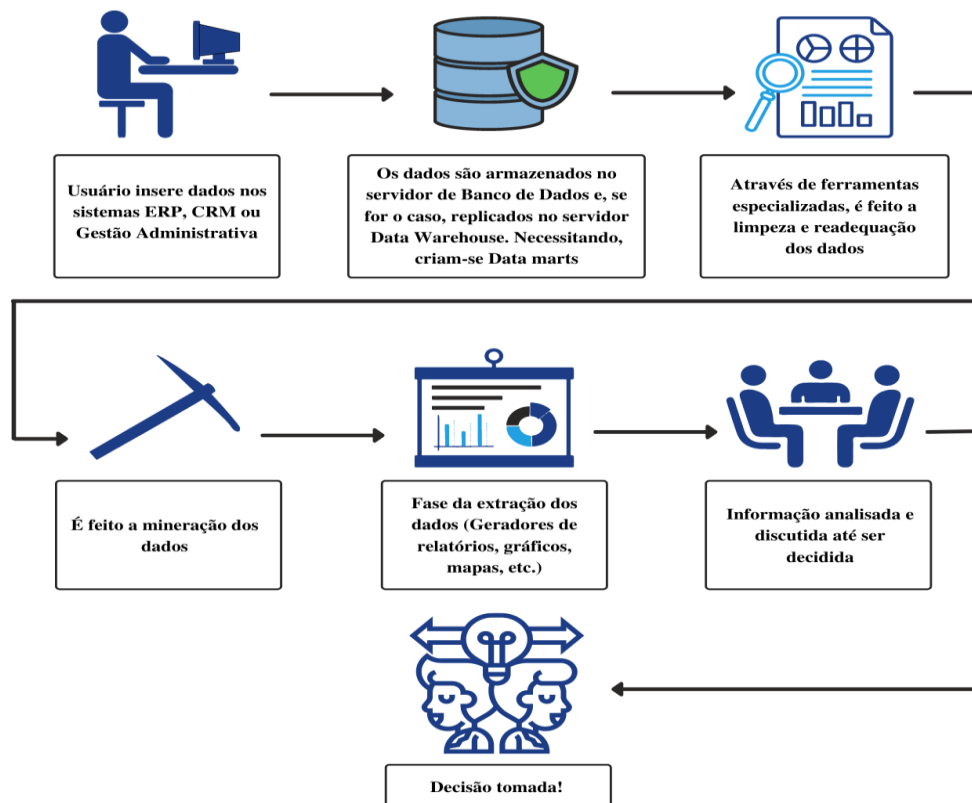 Usuário insere dados nos
sistemas ERP, CRM ou
Gestão Administrativa
Os dados são armazenados no
servidor de Banco de Dados e, se
for o caso, replicados no servidor
Data Warehouse. Necessitando,
criam-se Data marts
Através de ferramentas
especializadas, é feito a
limpeza e readequação
dos dados
É feito a mineração dos
dados
Fase da extração dos
dados (Geradores de
relatórios, gráficos,
mapas, etc.)
Informação analisada e
discutida até ser
decidida
Decisão tomada!